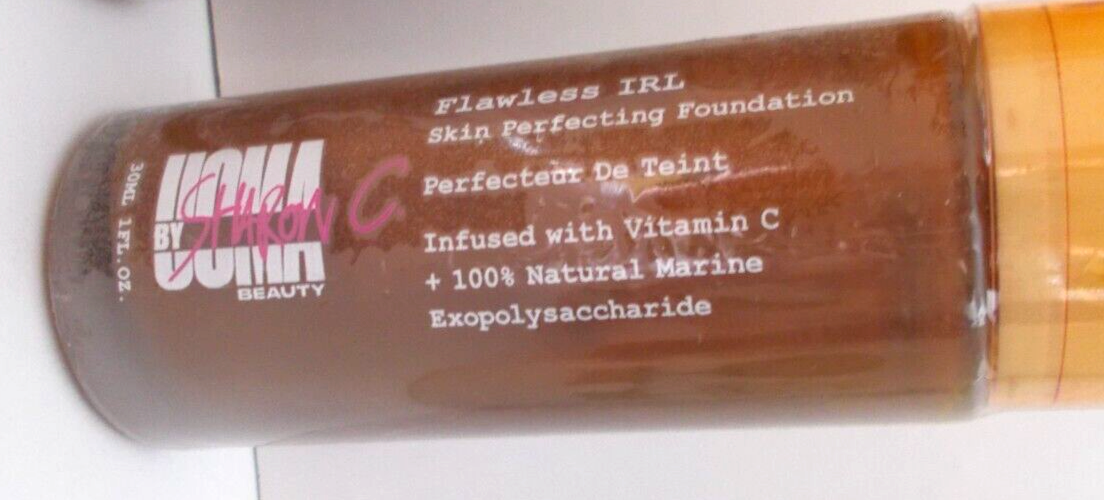 UOMA
BY SHARON C.
UOMA
BEAUTY
30ML 1FL.OZ.
Flawless IRL
Skin Perfecting Foundation
Perfecteur De Teint
Infused with Vitamin C
+ 100% Natural Marine
Exopolysaccharide